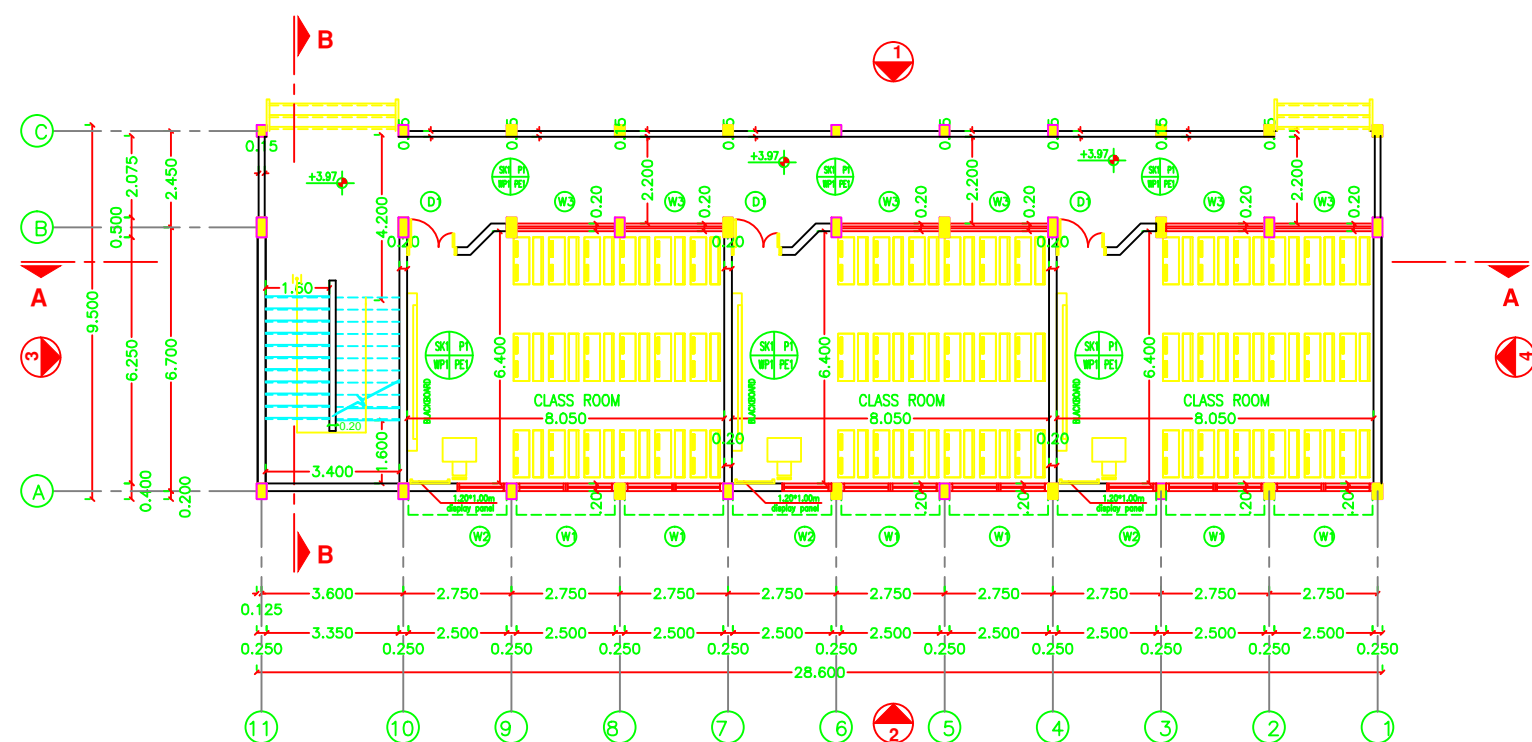 B
1
C
0.15 0.15 0.15 0.15 0.15 0.15 0.15
0.15
+3.97 +3.97 +3.97
SK1 P1 WP1 PE1
SK1 P1 WP1 PE1
SK1 P1 WP1 PE1
2.075 2.450 2.200 2.200 2.200
D1 W3 W3 D1 W3 W3 D1 W3 W3
0.20 0.20 0.20 0.20 0.20 0.20
B
0.500
4.200
0.20 0.20 0.20
A A
1.60
9.500 6.250 6.700
3 4
SK1 P1 WP1 PE1
SK1 P1 WP1 PE1
SK1 P1 WP1 PE1
6.400 6.400 6.400
BLACKBOARD BLACKBOARD BLACKBOARD
CLASS ROOM CLASS ROOM CLASS ROOM
8.050 8.050 8.050
0.20
0.20 0.20
1.600
3.400
A
0.400 0.200
1.20*1.00m
display panel
1.20*1.00m
display panel
1.20*1.00m
display panel
.20 .20 .20 .20 .20 .20
W2 W1 W1 W2 W1 W1 W2 W1 W1
B
3.600 2.750 2.750 2.750 2.750 2.750 2.750 2.750 2.750 2.750
0.125
3.350 2.500 2.500 2.500 2.500 2.500 2.500 2.500 2.500 2.500
0.250 0.250 0.250 0.250 0.250 0.250 0.250 0.250 0.250 0.250 0.250
28.600
2
11 10 9 8 7 6 5 4 3 2 1